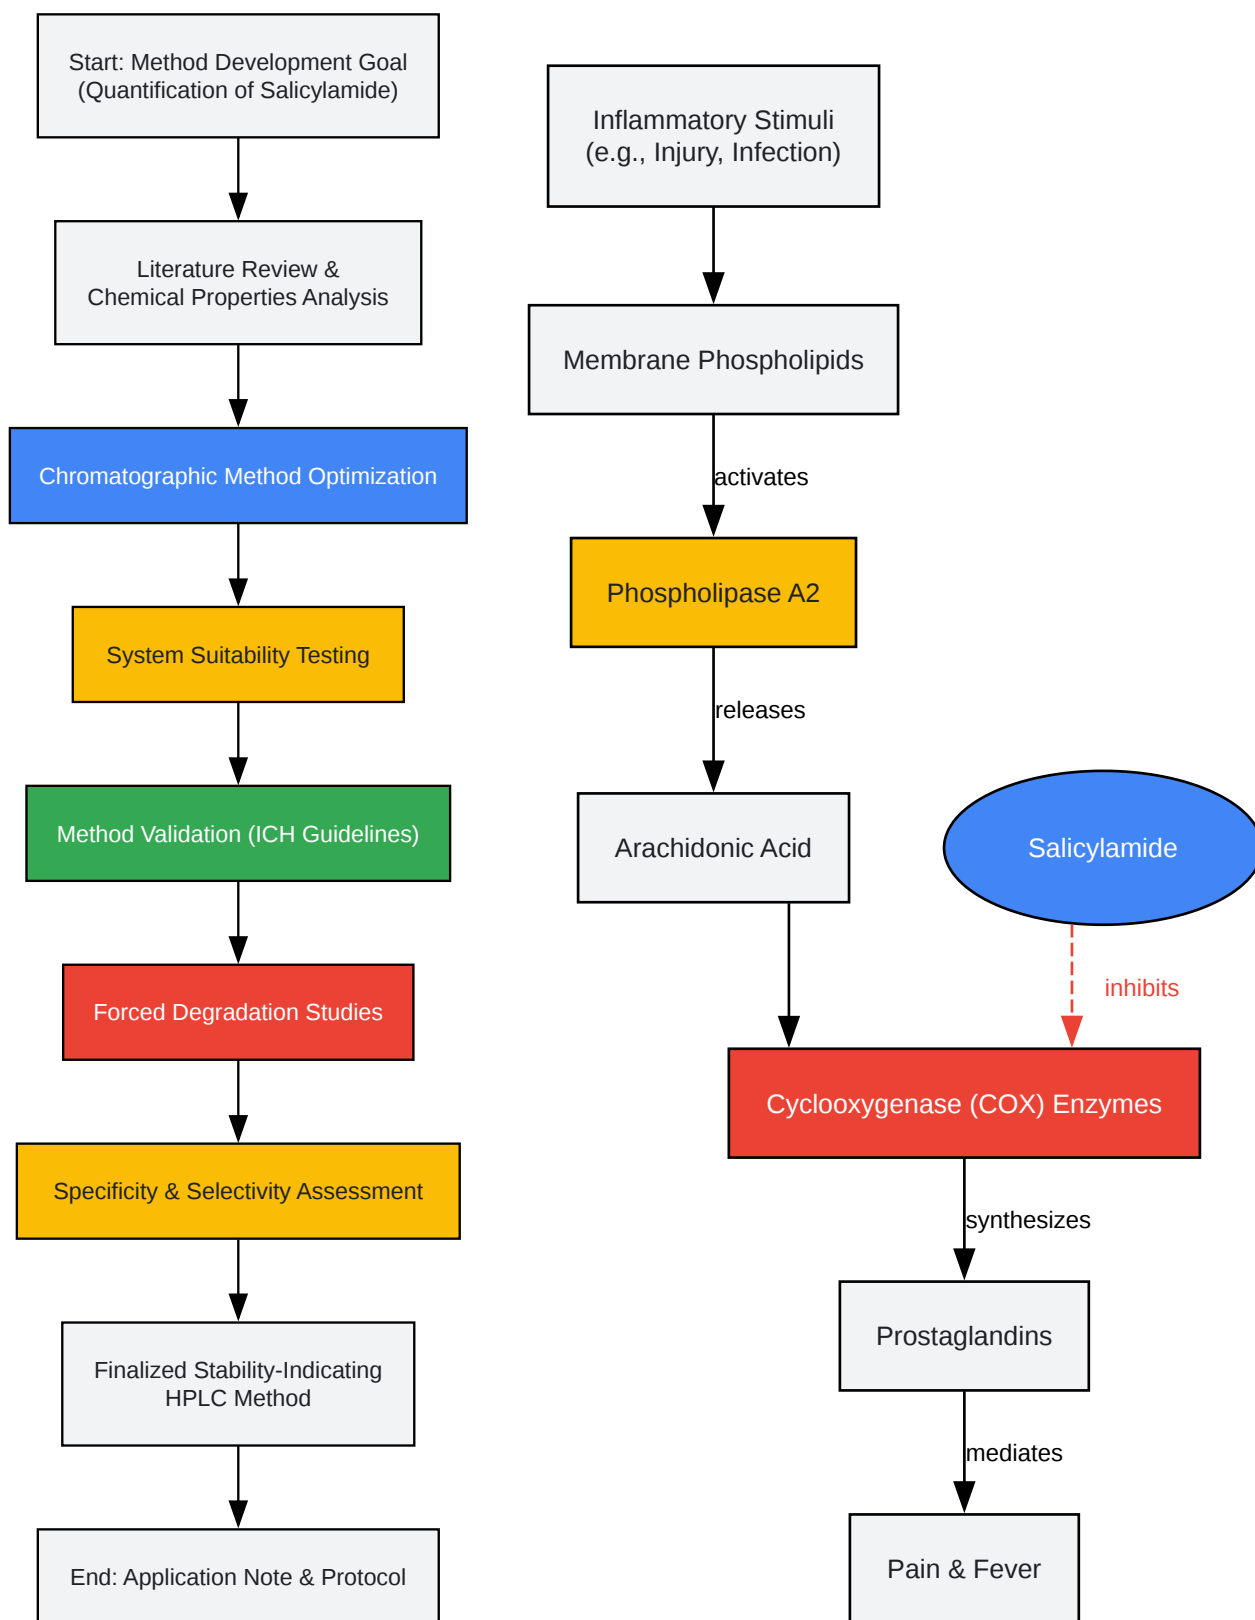 Start: Method Development Goal
(Quantification of Salicylamide)
Literature Review &
Chemical Properties Analysis
Chromatographic Method Optimization
System Suitability Testing
Method Validation (ICH Guidelines)
Forced Degradation Studies
Specificity & Selectivity Assessment
Finalized Stability-Indicating
HPLC Method
End: Application Note & Protocol
Inflammatory Stimuli
(e.g., Injury, Infection)
Membrane Phospholipids
activates
Phospholipase A2
releases
Arachidonic Acid
Salicylamide
inhibits
Cyclooxygenase (COX) Enzymes
synthesizes
Prostaglandins
mediates
Pain & Fever